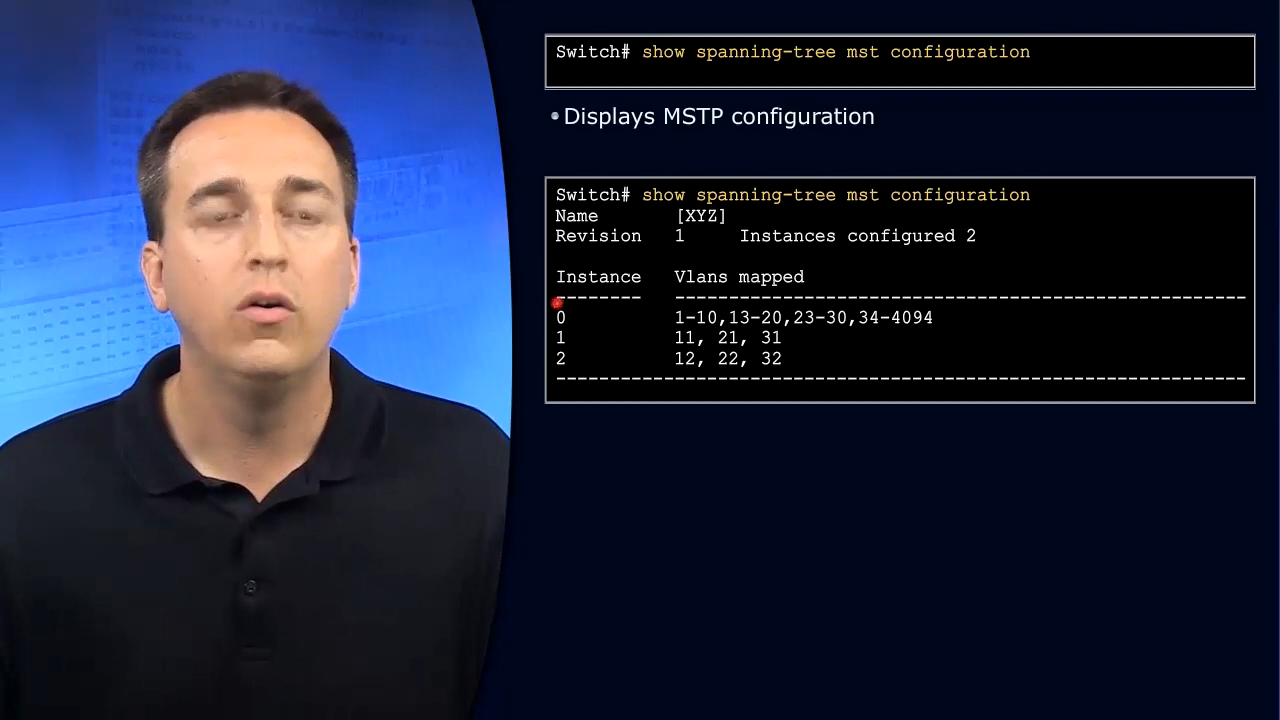 Switch# show spanning-tree mst configuration
• Displays MSTP configuration
Switch# show spanning-tree mst configuration
Name [XYZ]
Revision 1 Instances configured 2
Instance Vlans mapped
-------- -----------------------------------------------------
0 1-10,13-20,23-30,34-4094
1 11, 21, 31
2 12, 22, 32
----------------------------------------------------------------